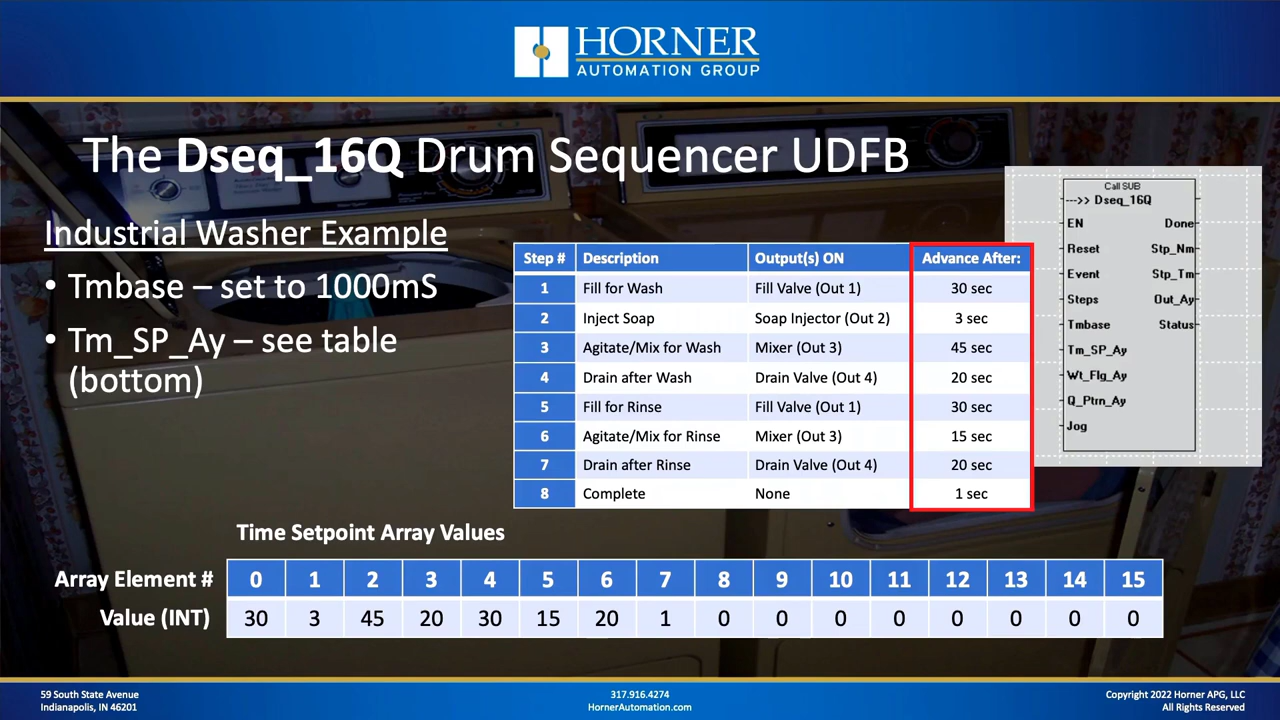 HORNER
AUTOMATION GROUP
The Dseq_16Q Drum Sequencer UDFB
Industrial Washer Example
• Tmbase – set to 1000mS
• Tm_SP_Ay – see table
(bottom)
Step # Description Output(s) ON Advance After:
1 Fill for Wash Fill Valve (Out 1) 30 sec
2 Inject Soap Soap Injector (Out 2) 3 sec
3 Agitate/Mix for Wash Mixer (Out 3) 45 sec
4 Drain after Wash Drain Valve (Out 4) 20 sec
5 Fill for Rinse Fill Valve (Out 1) 30 sec
6 Agitate/Mix for Rinse Mixer (Out 3) 15 sec
7 Drain after Rinse Drain Valve (Out 4) 20 sec
8 Complete None 1 sec
Call SUB
--->> Dseq_16Q
EN Done
Reset Stp_Nm
Event Stp_Tm
Steps Out_Ay
Tmbase Status
Tm_SP_Ay
Wt_Flg_Ay
Q_Ptrn_Ay
Jog
Time Setpoint Array Values
Array Element # 0 1 2 3 4 5 6 7 8 9 10 11 12 13 14 15
Value (INT) 30 3 45 20 30 15 20 1 0 0 0 0 0 0 0 0
59 South State Avenue
Indianapolis, IN 46201
317.916.4274
HornerAutomation.com
Copyright 2022 Horner APG, LLC
All Rights Reserved